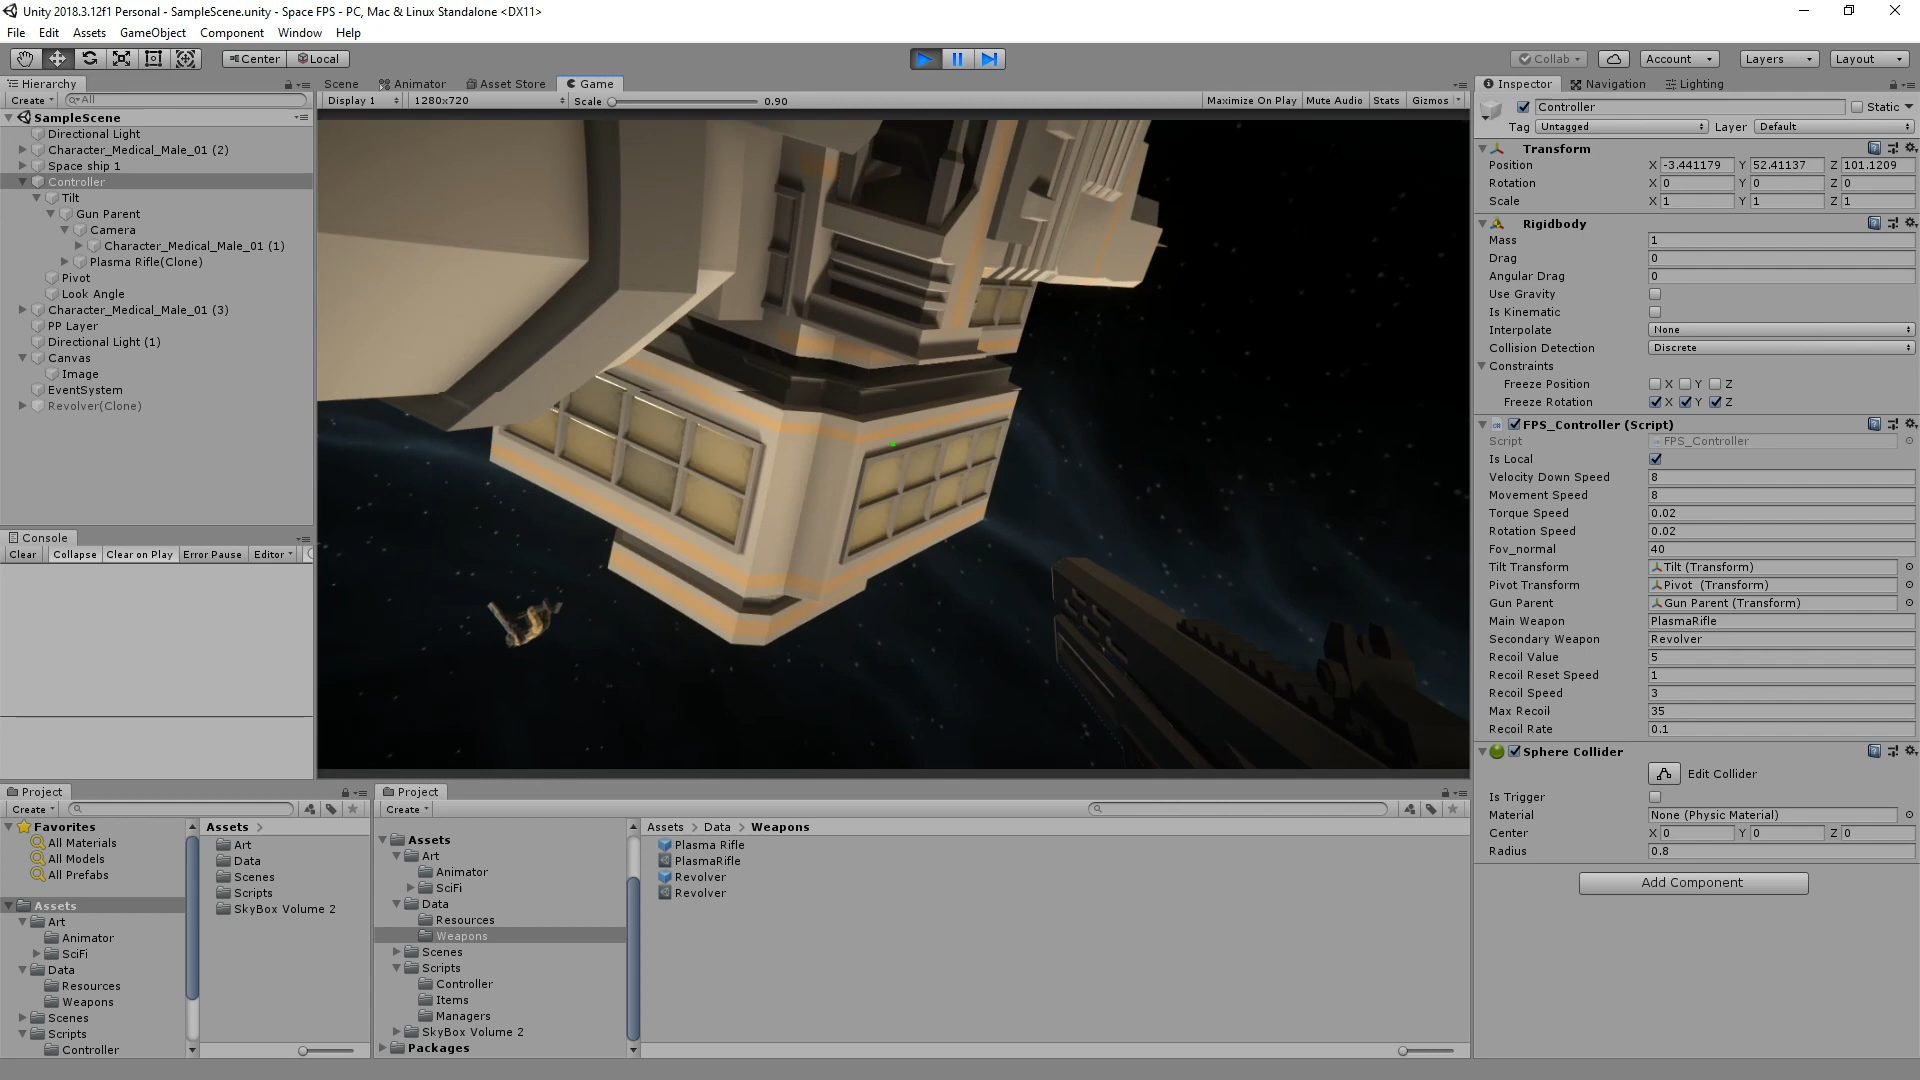 Unity 2018.3.12f1 Personal - SampleScene.unity - Space FPS - PC, Mac & Linux Standalone <DX11>
File Edit Assets GameObject Component Window Help
Center Local Collab Account Layers Layout
Hierarchy
Create All
SampleScene
Directional Light
Character_Medical_Male_01 (2)
Space ship 1
Controller
Tilt
Gun Parent
Camera
Character_Medical_Male_01 (1)
Plasma Rifle(Clone)
Pivot
Look Angle
Character_Medical_Male_01 (3)
PP Layer
Directional Light (1)
Canvas
Image
EventSystem
Revolver(Clone)
Console
Clear Collapse Clear on Play Error Pause Editor
Scene Animator Asset Store Game
Display 1 1280x720 Scale 0.90 Maximize On Play Mute Audio Stats Gizmos
Inspector Navigation Lighting
Controller Static
Tag Untagged Layer Default
Transform
Position X -3.441179 Y 52.41137 Z 101.1209
Rotation X 0 Y 0 Z 0
Scale X 1 Y 1 Z 1
Rigidbody
Mass 1
Drag 0
Angular Drag 0
Use Gravity
Is Kinematic
Interpolate None
Collision Detection Discrete
Constraints
Freeze Position X Y Z
Freeze Rotation X Y Z
FPS_Controller (Script)
Script FPS_Controller
Is Local
Velocity Down Speed 8
Movement Speed 8
Torque Speed 0.02
Rotation Speed 0.02
Fov_normal 40
Tilt Transform Tilt (Transform)
Pivot Transform Pivot (Transform)
Gun Parent Gun Parent (Transform)
Main Weapon PlasmaRifle
Secondary Weapon Revolver
Recoil Value 5
Recoil Reset Speed 1
Recoil Speed 3
Max Recoil 35
Recoil Rate 0.1
Sphere Collider
Edit Collider
Is Trigger
Material None (Physic Material)
Center X 0 Y 0 Z 0
Radius 0.8
Add Component
Project
Create
Favorites
All Materials
All Models
All Prefabs
Assets
Art
Animator
SciFi
Data
Resources
Weapons
Scenes
Scripts
Controller
Assets
Art
Data
Scenes
Scripts
SkyBox Volume 2
Project
Create
Assets
Art
Animator
SciFi
Data
Resources
Weapons
Scenes
Scripts
Controller
Items
Managers
SkyBox Volume 2
Packages
Assets Data Weapons
Plasma Rifle
PlasmaRifle
Revolver
Revolver